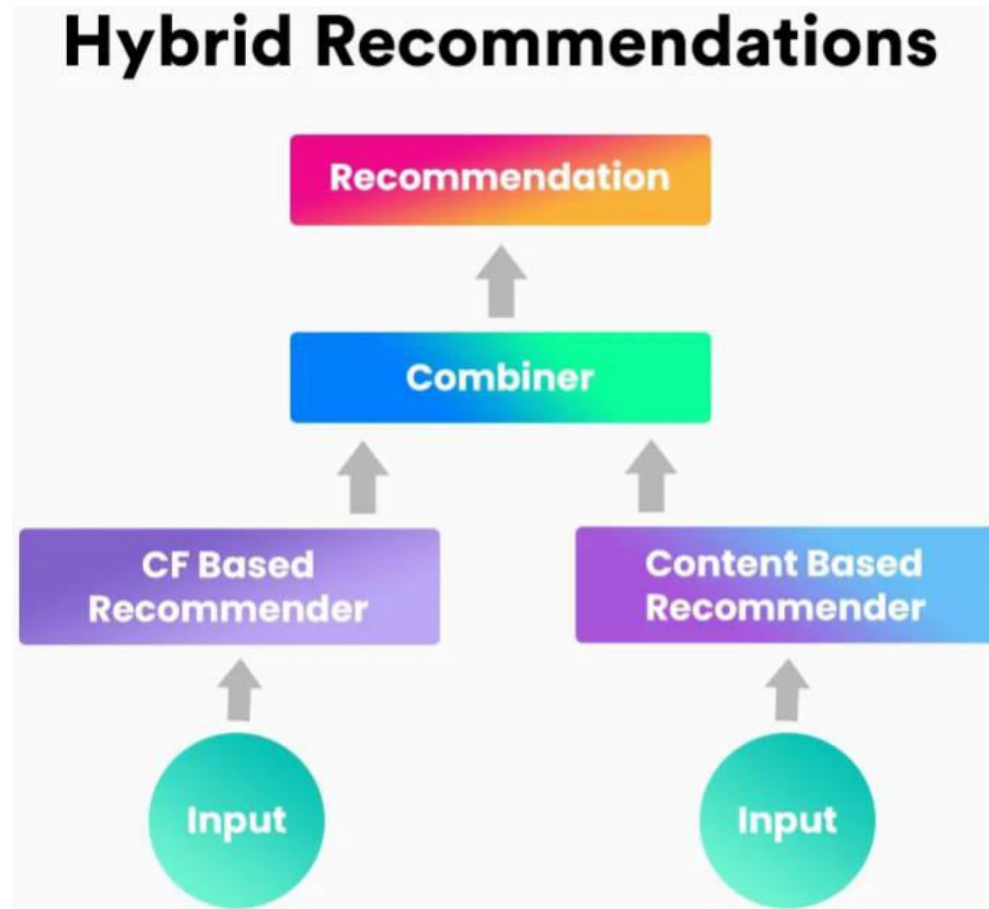 Hybrid Recommendations
Recommendation
Combiner
CF Based
Recommender
Content Based
Recommender
Input
Input